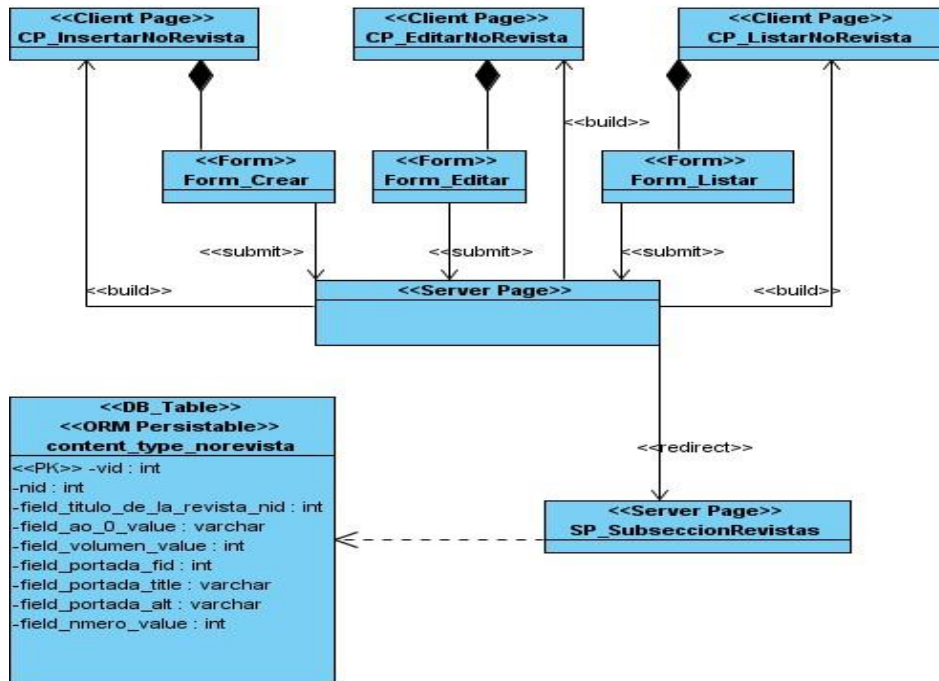 <<Client Page>>
CP_InsertarNoRevista
<<Client Page>>
CP_EditarNoRevista
<<Client Page>>
CP_ListarNoRevista
<<build>>
<<Form>>
Form_Crear
<<Form>>
Form_Editar
<<Form>>
Form_Listar
<<submit>>
<<submit>>
<<submit>>
<<build>>
<<Server Page>>
<<build>>
<<DB_Table>>
<<ORM Persistable>>
content_type_norevista
<<PK>> -vid : int
-nid : int
-field_titulo_de_la_revista_nid : int
-field_ao_0_value : varchar
-field_volumen_value : int
-field_portada_fid : int
-field_portada_title : varchar
-field_portada_alt : varchar
-field_nmero_value : int
<<redirect>>
<<Server Page>>
SP_SubseccionRevistas